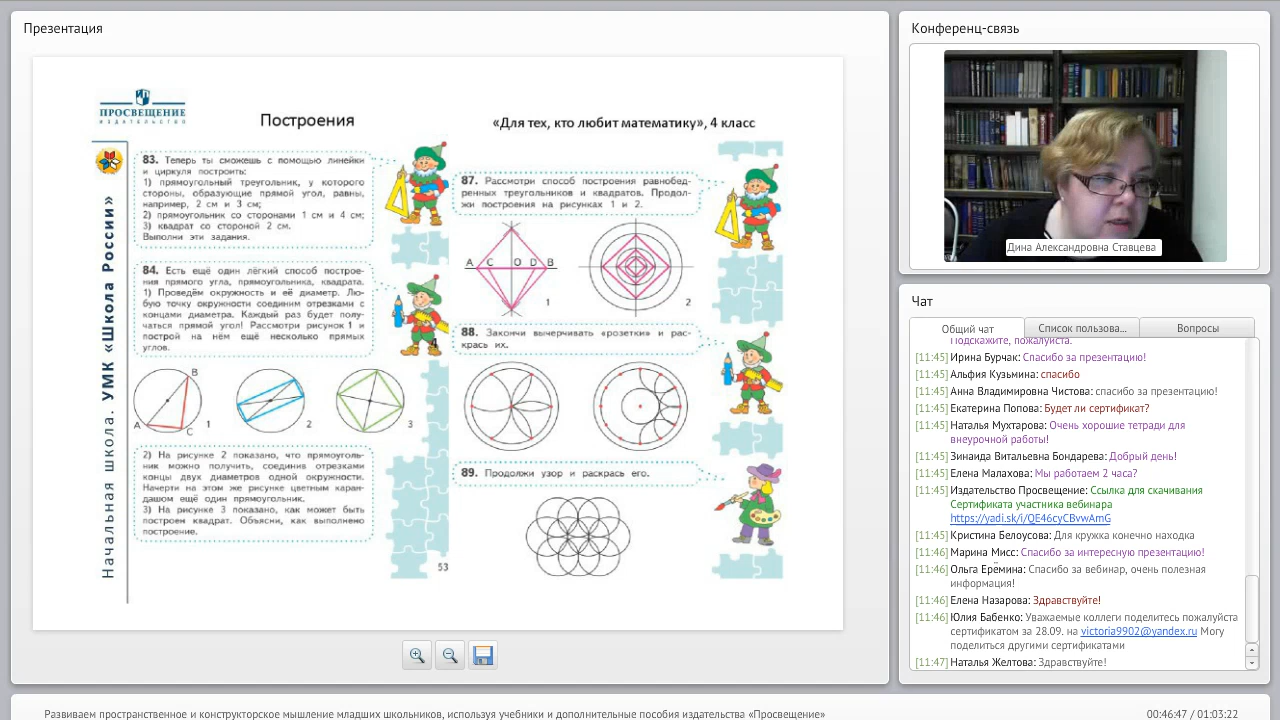 Презентация
ПРОСВЕЩЕНИЕ
ИЗДАТЕЛЬСТВО
Построения
«Для тех, кто любит математику», 4 класс
Начальная школа. УМК «Школа России»
83. Теперь ты сможешь с помощью линейки
и циркуля построить:
1) прямоугольный треугольник, у которого
стороны, образующие прямой угол, равны,
например, 2 см и 3 см;
2) прямоугольник со сторонами 1 см и 4 см;
3) квадрат со стороной 2 см.
Выполни эти задания.
84. Есть ещё один лёгкий способ построе-
ния прямого угла, прямоугольника, квадрата.
1) Проведём окружность и её диаметр. Лю-
бую точку окружности соединим отрезками с
концами диаметра. Каждый раз будет полу-
чаться прямой угол! Рассмотри рисунок 1 и
построй на нём ещё несколько прямых
углов.
B
A
C
1
2
3
2) На рисунке 2 показано, что прямоуголь-
ник можно получить, соединив отрезками
концы двух диаметров одной окружности.
Начерти на этом же рисунке цветным каран-
дашом ещё один прямоугольник.
3) На рисунке 3 показано, как может быть
построен квадрат. Объясни, как выполнено
построение.
4
53
87. Рассмотри способ построения равнобед-
ренных треугольников и квадратов. Продол-
жи построения на рисунках 1 и 2.
A C O D B
1
2
88. Закончи вычерчивать «розетки» и рас-
крась их.
89. Продолжи узор и раскрась его.
Конференц-связь
Дина Александровна Ставцева
Чат
Общий чат
Список пользова...
Вопросы
Подскажите, пожалуйста.
[11:45] Ирина Бурчак: Спасибо за презентацию!
[11:45] Альфия Кузьмина: спасибо
[11:45] Анна Владимировна Чистова: спасибо за презентацию!
[11:45] Екатерина Попова: Будет ли сертификат?
[11:45] Наталья Мухтарова: Очень хорошие тетради для
внеурочной работы!
[11:45] Зинаида Витальевна Бондарева: Добрый день!
[11:45] Елена Малахова: Мы работаем 2 часа?
[11:45] Издательство Просвещение: Ссылка для скачивания
Сертификата участника вебинара
https://yadi.sk/i/QE46cyCBvwAmG
[11:45] Кристина Белоусова: Для кружка конечно находка
[11:46] Марина Мисс: Спасибо за интересную презентацию!
[11:46] Ольга Ерёмина: Спасибо за вебинар, очень полезная
информация!
[11:46] Елена Назарова: Здравствуйте!
[11:46] Юлия Бабенко: Уважаемые коллеги поделитесь пожалуйста
сертификатом за 28.09. на victoria9902@yandex.ru Могу
поделиться другими сертификатами
[11:47] Наталья Желтова: Здравствуйте!
Развиваем пространственное и конструкторское мышление младших школьников, используя учебники и дополнительные пособия издательства «Просвещение»
00:46:47 / 01:03:22